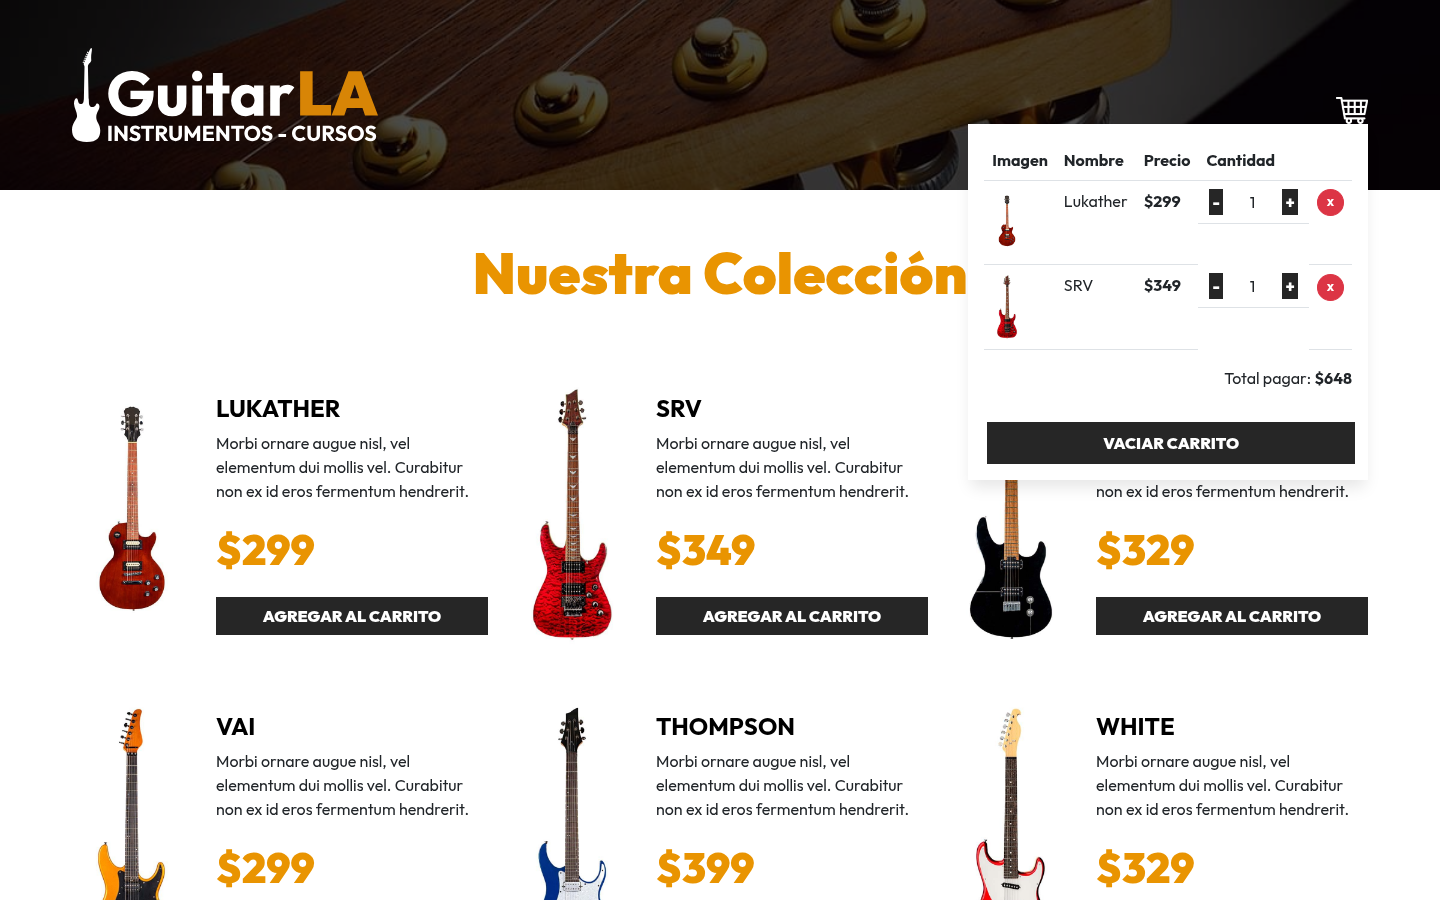 GuitarLA
INSTRUMENTOS - CURSOS
Imagen Nombre Precio Cantidad
Lukather $299 - 1 + x
SRV $349 - 1 + x
Total pagar: $648
VACIAR CARRITO
Nuestra Colección
LUKATHER
Morbi ornare augue nisl, vel
elementum dui mollis vel. Curabitur
non ex id eros fermentum hendrerit.
$299
AGREGAR AL CARRITO
SRV
Morbi ornare augue nisl, vel
elementum dui mollis vel. Curabitur
non ex id eros fermentum hendrerit.
$349
AGREGAR AL CARRITO
non ex id eros fermentum hendrerit.
$329
AGREGAR AL CARRITO
VAI
Morbi ornare augue nisl, vel
elementum dui mollis vel. Curabitur
non ex id eros fermentum hendrerit.
$299
THOMPSON
Morbi ornare augue nisl, vel
elementum dui mollis vel. Curabitur
non ex id eros fermentum hendrerit.
$399
WHITE
Morbi ornare augue nisl, vel
elementum dui mollis vel. Curabitur
non ex id eros fermentum hendrerit.
$329